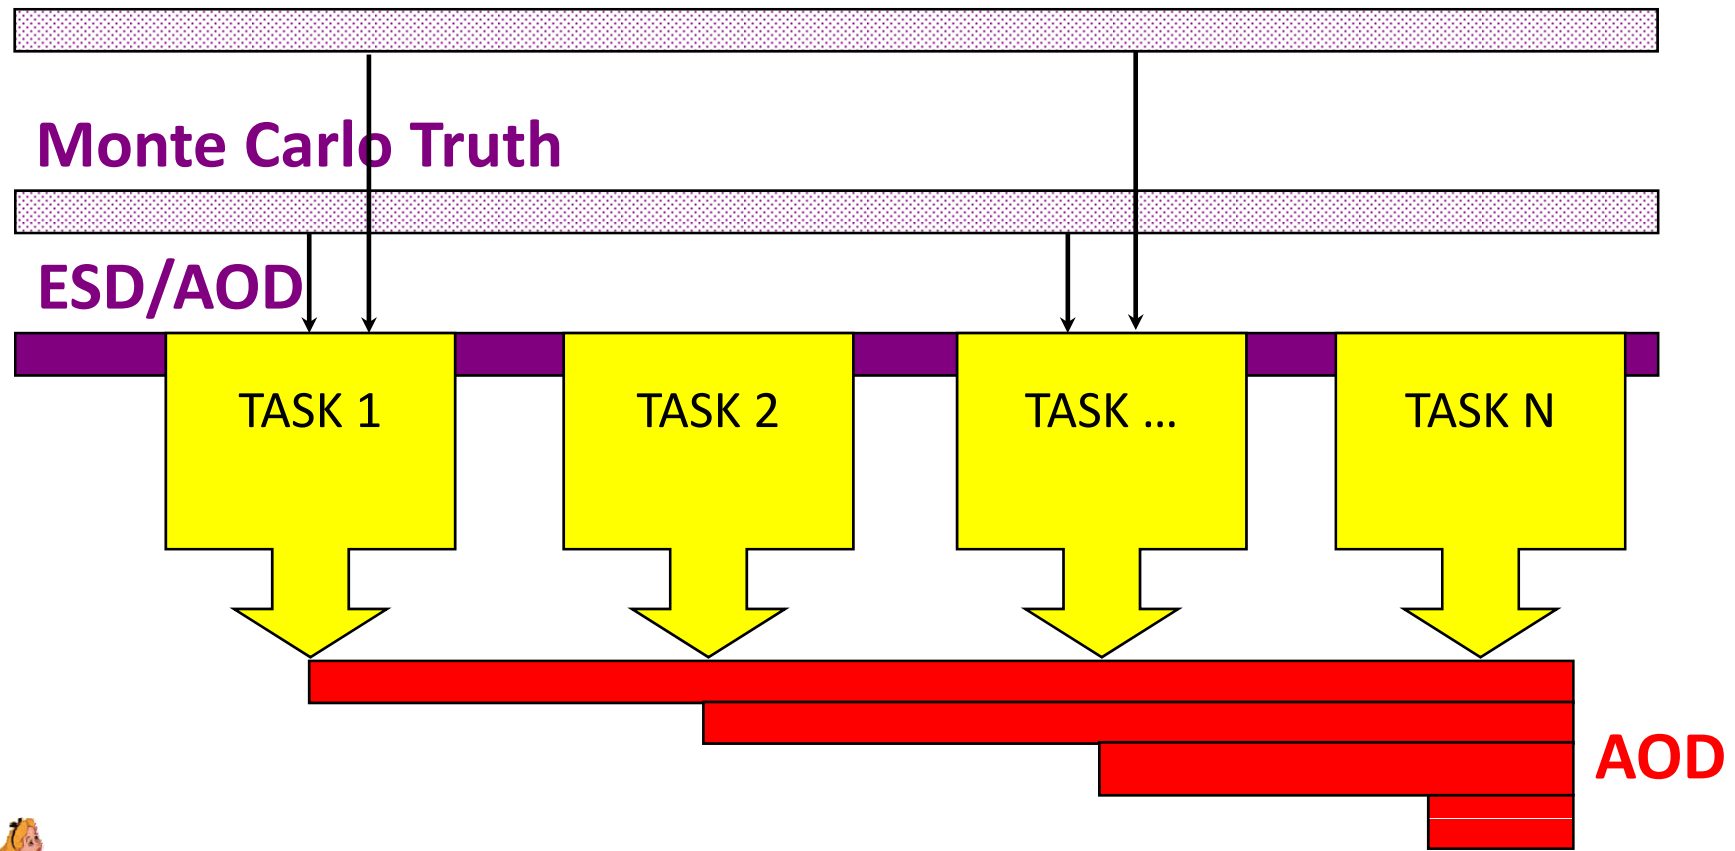 Monte Carlo Truth
ESD/AOD
TASK 1
TASK 2
TASK ...
TASK N
AOD